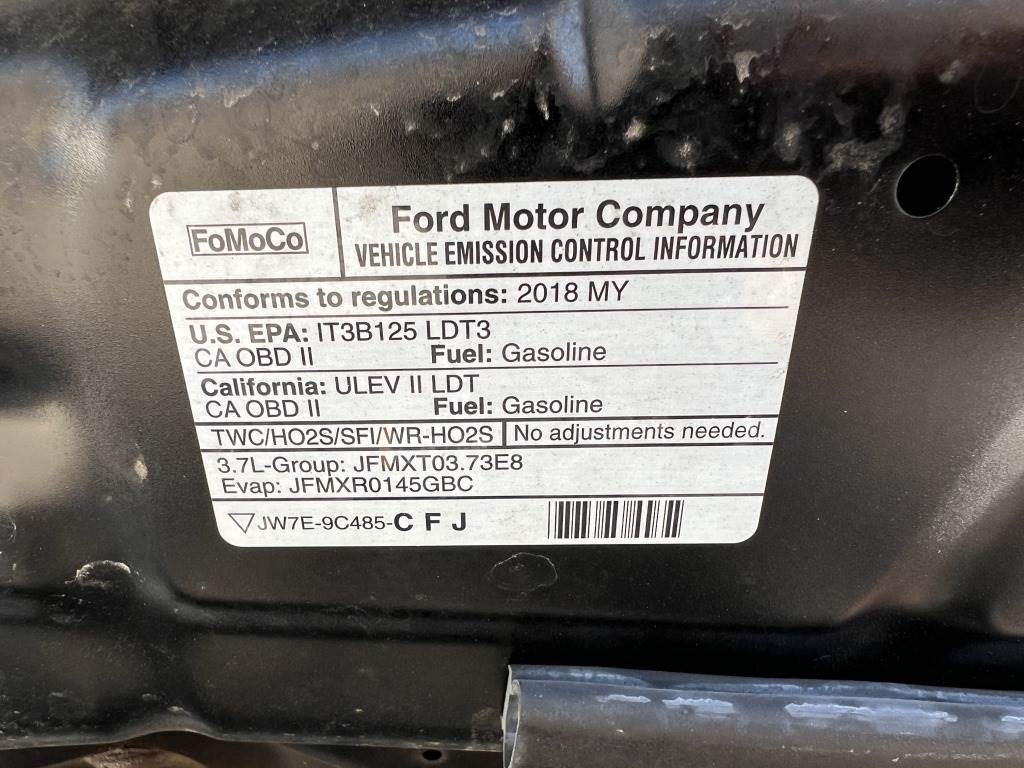 FoMoCo
Ford Motor Company
VEHICLE EMISSION CONTROL INFORMATION
Conforms to regulations: 2018 MY
U.S. EPA: IT3B125 LDT3
CA OBD II Fuel: Gasoline
California: ULEV II LDT
CA OBD II Fuel: Gasoline
TWC/HO2S/SFI/WR-HO2S No adjustments needed.
3.7L-Group: JFMXT03.73E8
Evap: JFMXR0145GBC
JW7E-9C485-C F J